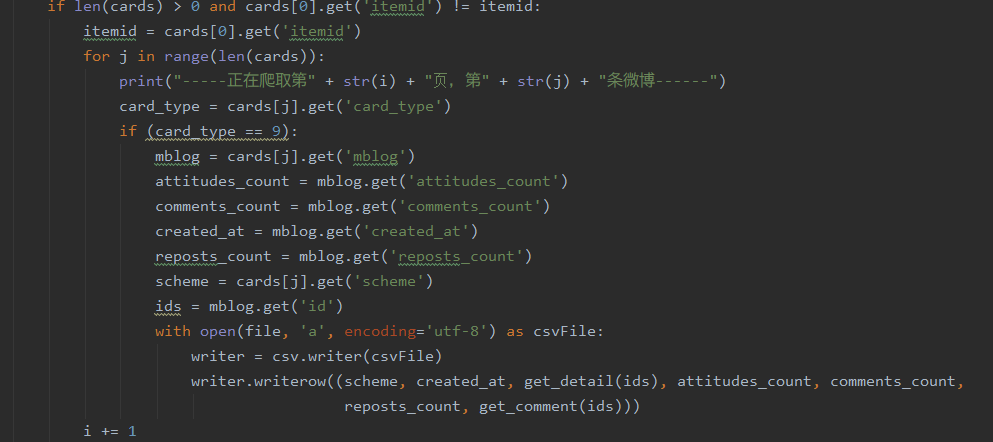 if len(cards) > 0 and cards[0].get('itemid') != itemid:
    itemid = cards[0].get('itemid')
    for j in range(len(cards)):
        print("-----正在爬取第" + str(i) + "页，第" + str(j) + "条微博------")
        card_type = cards[j].get('card_type')
        if (card_type == 9):
            mblog = cards[j].get('mblog')
            attitudes_count = mblog.get('attitudes_count')
            comments_count = mblog.get('comments_count')
            created_at = mblog.get('created_at')
            reposts_count = mblog.get('reposts_count')
            scheme = cards[j].get('scheme')
            ids = mblog.get('id')
            with open(file, 'a', encoding='utf-8') as csvFile:
                writer = csv.writer(csvFile)
                writer.writerow((scheme, created_at, get_detail(ids), attitudes_count, comments_count,
                                 reposts_count, get_comment(ids)))
    i += 1